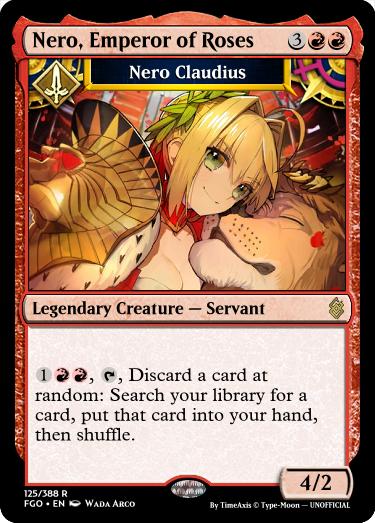 Nero, Emperor of Roses 3
Nero Claudius
Legendary Creature — Servant
1, , Discard a card at
random: Search your library for a
card, put that card into your hand,
then shuffle.
4/2
125/388 R
FGO • EN Wada Arco
By TimeAxis © Type-Moon — UNOFFICIAL